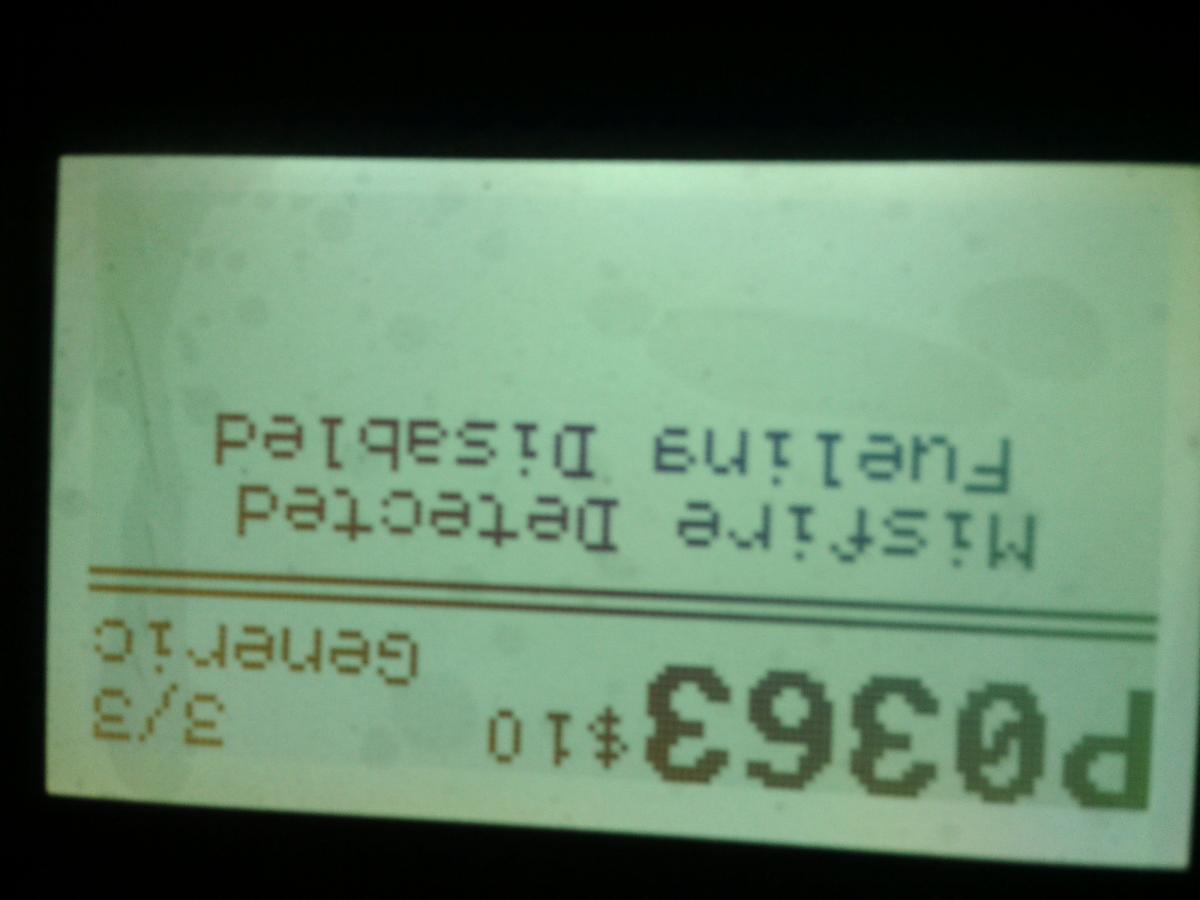 P0363 $10 3/3
Generic
Misfire Detected
Fueling Disabled